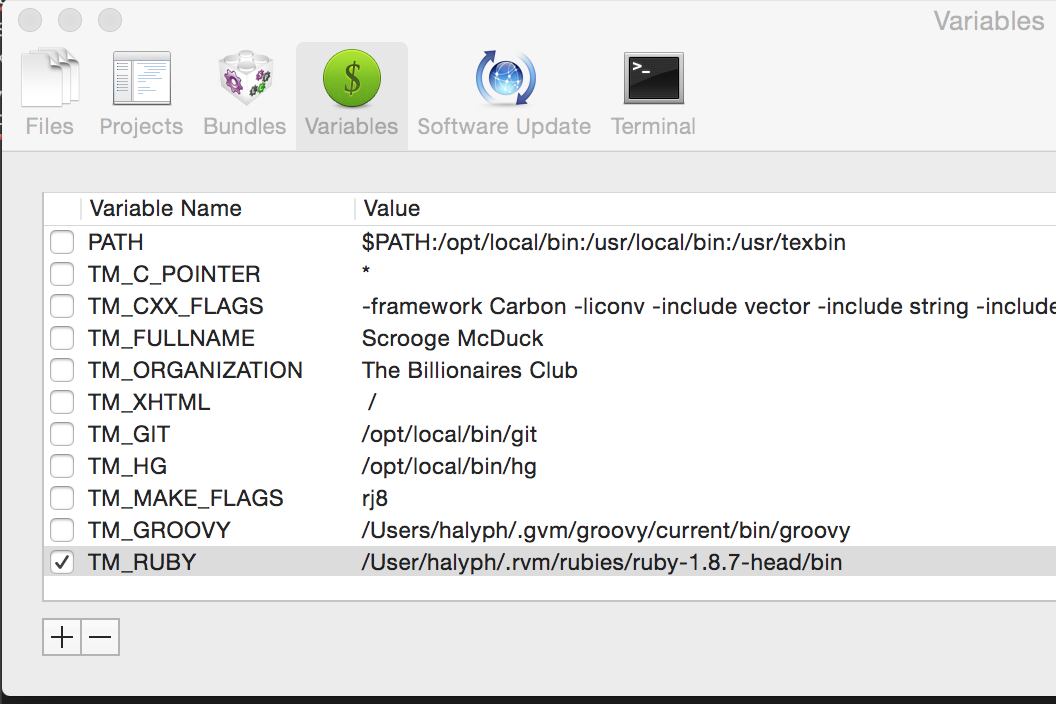 Variables
Files Projects Bundles Variables Software Update Terminal
Variable Name Value
PATH $PATH:/opt/local/bin:/usr/local/bin:/usr/texbin
TM_C_POINTER *
TM_CXX_FLAGS -framework Carbon -liconv -include vector -include string -include
TM_FULLNAME Scrooge McDuck
TM_ORGANIZATION The Billionaires Club
TM_XHTML /
TM_GIT /opt/local/bin/git
TM_HG /opt/local/bin/hg
TM_MAKE_FLAGS rj8
TM_GROOVY /Users/halyph/.gvm/groovy/current/bin/groovy
TM_RUBY /User/halyph/.rvm/rubies/ruby-1.8.7-head/bin